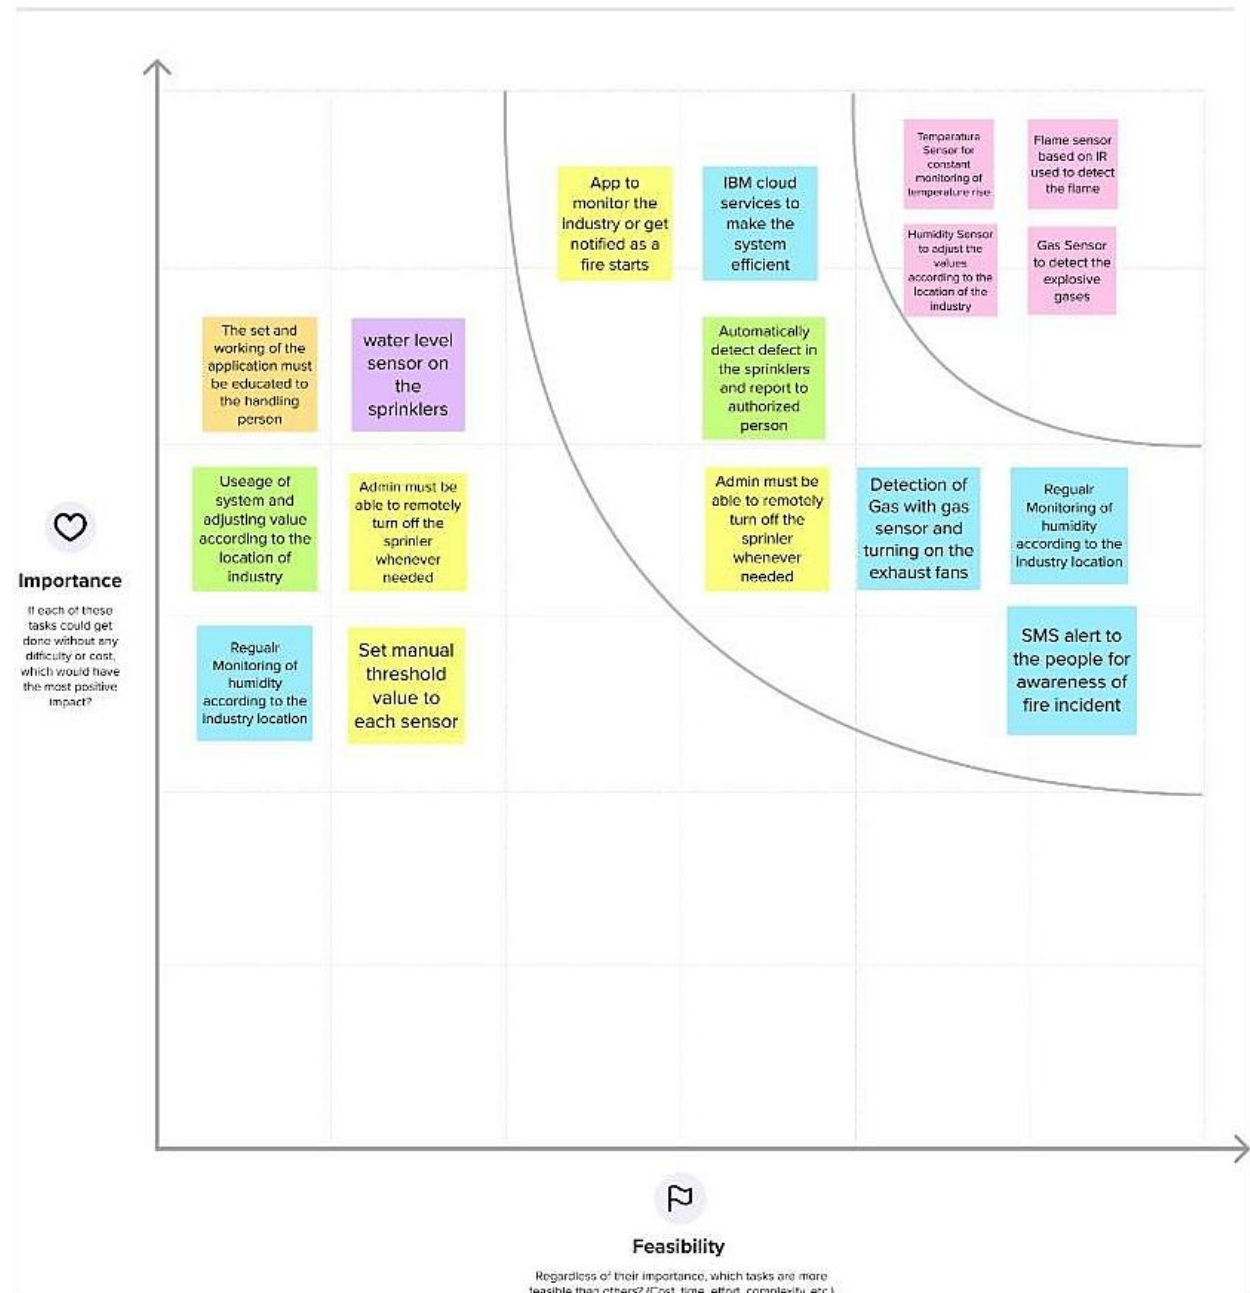 Temperature
Sensor for
constant
monitoring of
temperature rise
Flame sensor
based on IR
used to detect
the flame
App to
monitor the
industry or get
notified as a
fire starts
IBM cloud
services to
make the
system
efficient
Humidity Sensor
to adjust the
values
according to the
location of the
industry
Gas Sensor
to detect the
explosive
gases
The set and
working of the
application must
be educated to
the handling
person
water level
sensor on
the
sprinklers
Automatically
detect defect in
the sprinklers
and report to
authorized
person
Useage of
system and
adjusting value
according to the
location of
industry
Admin must be
able to remotely
turn off the
sprinler
whenever
needed
Admin must be
able to remotely
turn off the
sprinler
whenever
needed
Detection of
Gas with gas
sensor and
turning on the
exhaust fans
Regualr
Monitoring of
humidity
according to the
industry location
Importance
If each of these
tasks could get
done without any
difficulty or cost,
which would have
the most positive
impact?
Regualr
Monitoring of
humidity
according to the
industry location
Set manual
threshold
value to
each sensor
SMS alert to
the people for
awareness of
fire incident
Feasibility
Regardless of their importance, which tasks are more
feasible than others? (Cost, time, effort, complexity, etc.)